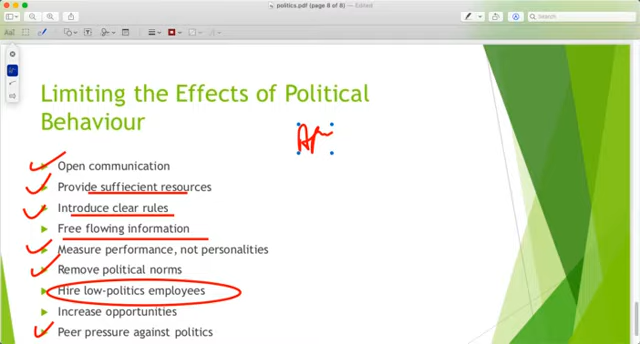 politics.pdf (page 8 of 8)
Edited
Search
Limiting the Effects of Political
Behaviour
Open communication
Provide suffiecient resources
Introduce clear rules
Free flowing information
Measure performance, not personalities
Remove political norms
Hire low-politics employees
Increase opportunities
Peer pressure against politics